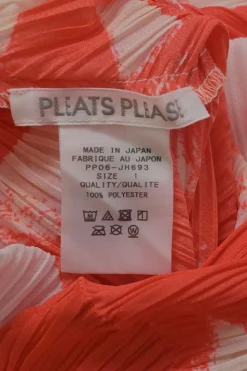 PLEATS PLEASE
MADE IN JAPAN
FABRIQUE AU JAPON
PP06-JH693
SIZE 1
QUALITY/QUALITE
100% POLYESTER